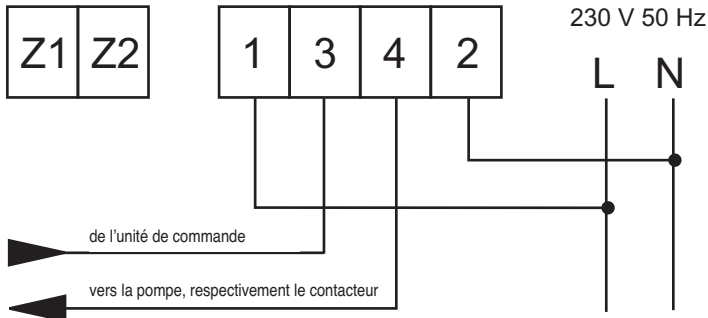 230 V 50 Hz
Z1 Z2 1 3 4 2
L N
de l'unité de commande
vers la pompe, respectivement le contacteur